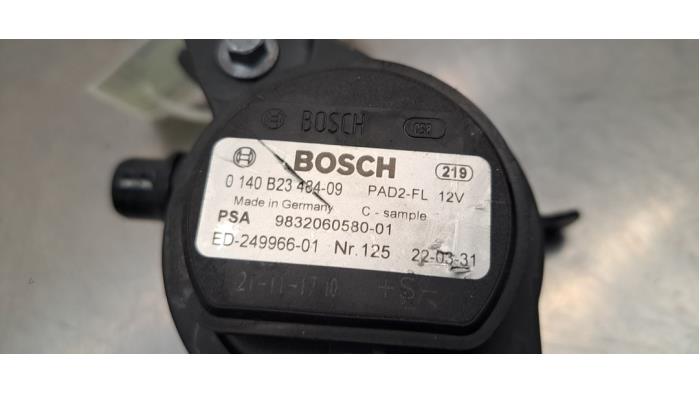 BOSCH
BOSCH 219
0 140 B23 484-09 PAD2-FL 12V
Made in Germany C - sample
PSA 9832060580-01
ED-249966-01 Nr.125 22-03-31
21-11-17 10 + S -